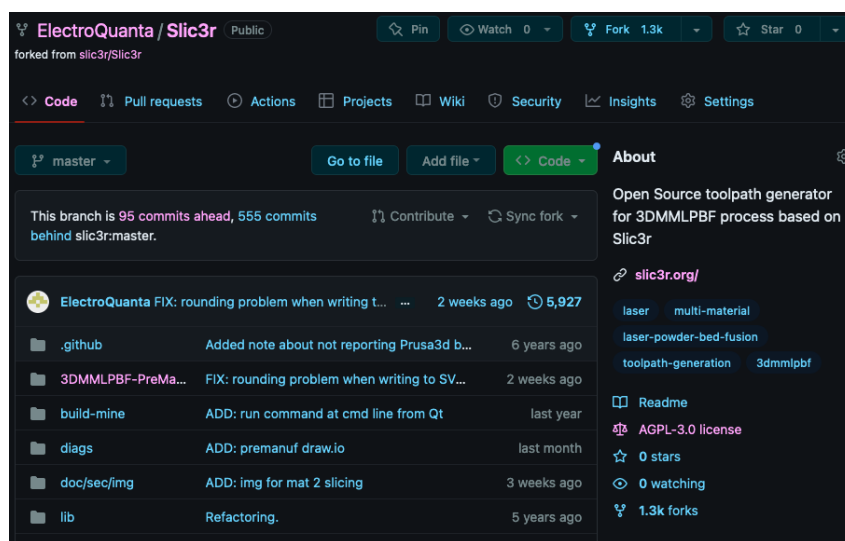 ElectroQuanta / Slic3r Public Pin Watch 0 Fork 1.3k Star 0
forked from slic3r/Slic3r
Code Pull requests Actions Projects Wiki Security Insights Settings
master Go to file Add file Code
This branch is 95 commits ahead, 555 commits
behind slic3r:master.
Contribute Sync fork
ElectroQuanta FIX: rounding problem when writing t... ... 2 weeks ago 5,927
.github Added note about not reporting Prusa3d b... 6 years ago
3DMMLPBF-PreMa... FIX: rounding problem when writing to SV... 2 weeks ago
build-mine ADD: run command at cmd line from Qt last year
diags ADD: premanuf draw.io last month
doc/sec/img ADD: img for mat 2 slicing 3 weeks ago
lib Refactoring. 5 years ago
About
Open Source toolpath generator
for 3DMMLPBF process based on
Slic3r
slic3r.org/
laser multi-material
laser-powder-bed-fusion
toolpath-generation 3dmmlpbf
Readme
AGPL-3.0 license
0 stars
0 watching
1.3k forks